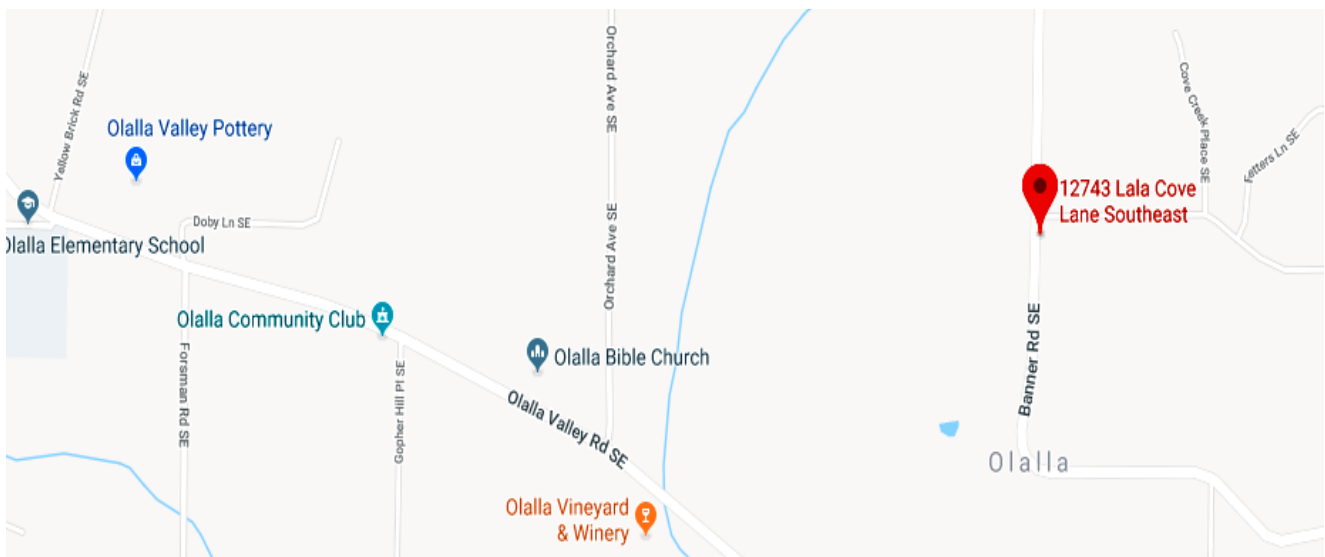 Yellow Brick Rd SE
Olalla Valley Pottery
Doby Ln SE
Olalla Elementary School
Olalla Community Club
Forsman Rd SE
Gopher Hill Pl SE
Orchard Ave SE
Orchard Ave SE
Olalla Bible Church
Olalla Valley Rd SE
Olalla Vineyard
& Winery
Cove Creek Place SE
Fetters Ln SE
12743 Lala Cove
Lane Southeast
Banner Rd SE
Olalla